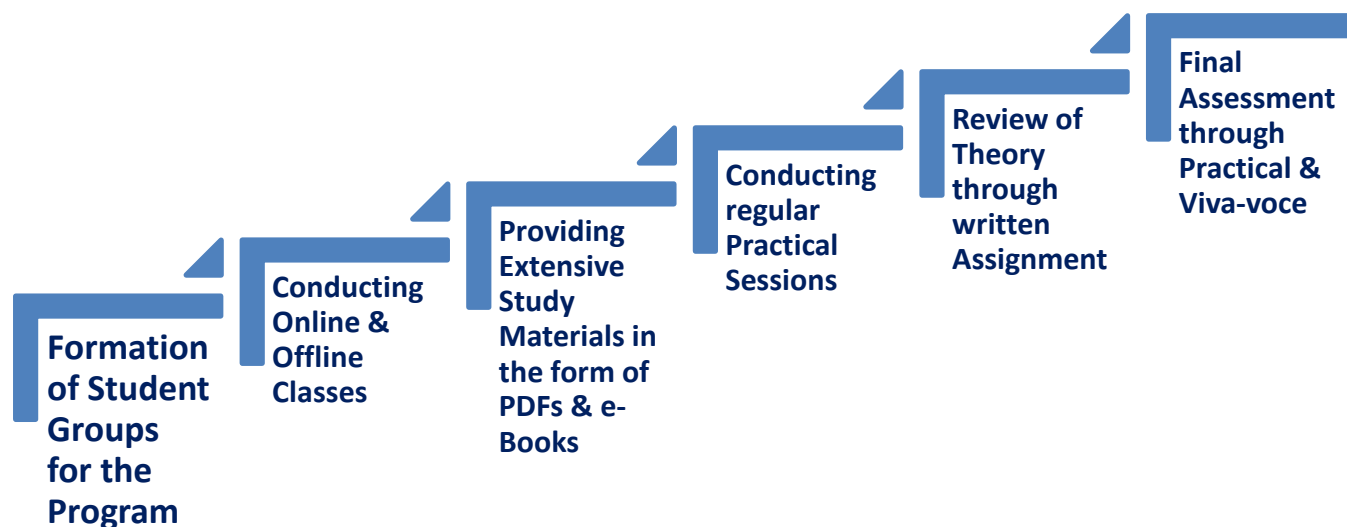 Formation
of Student
Groups
for the
Program
Conducting
Online &
Offline
Classes
Providing
Extensive
Study
Materials in
the form of
PDFs & e-
Books
Conducting
regular
Practical
Sessions
Review of
Theory
through
written
Assignment
Final
Assessment
through
Practical &
Viva-voce